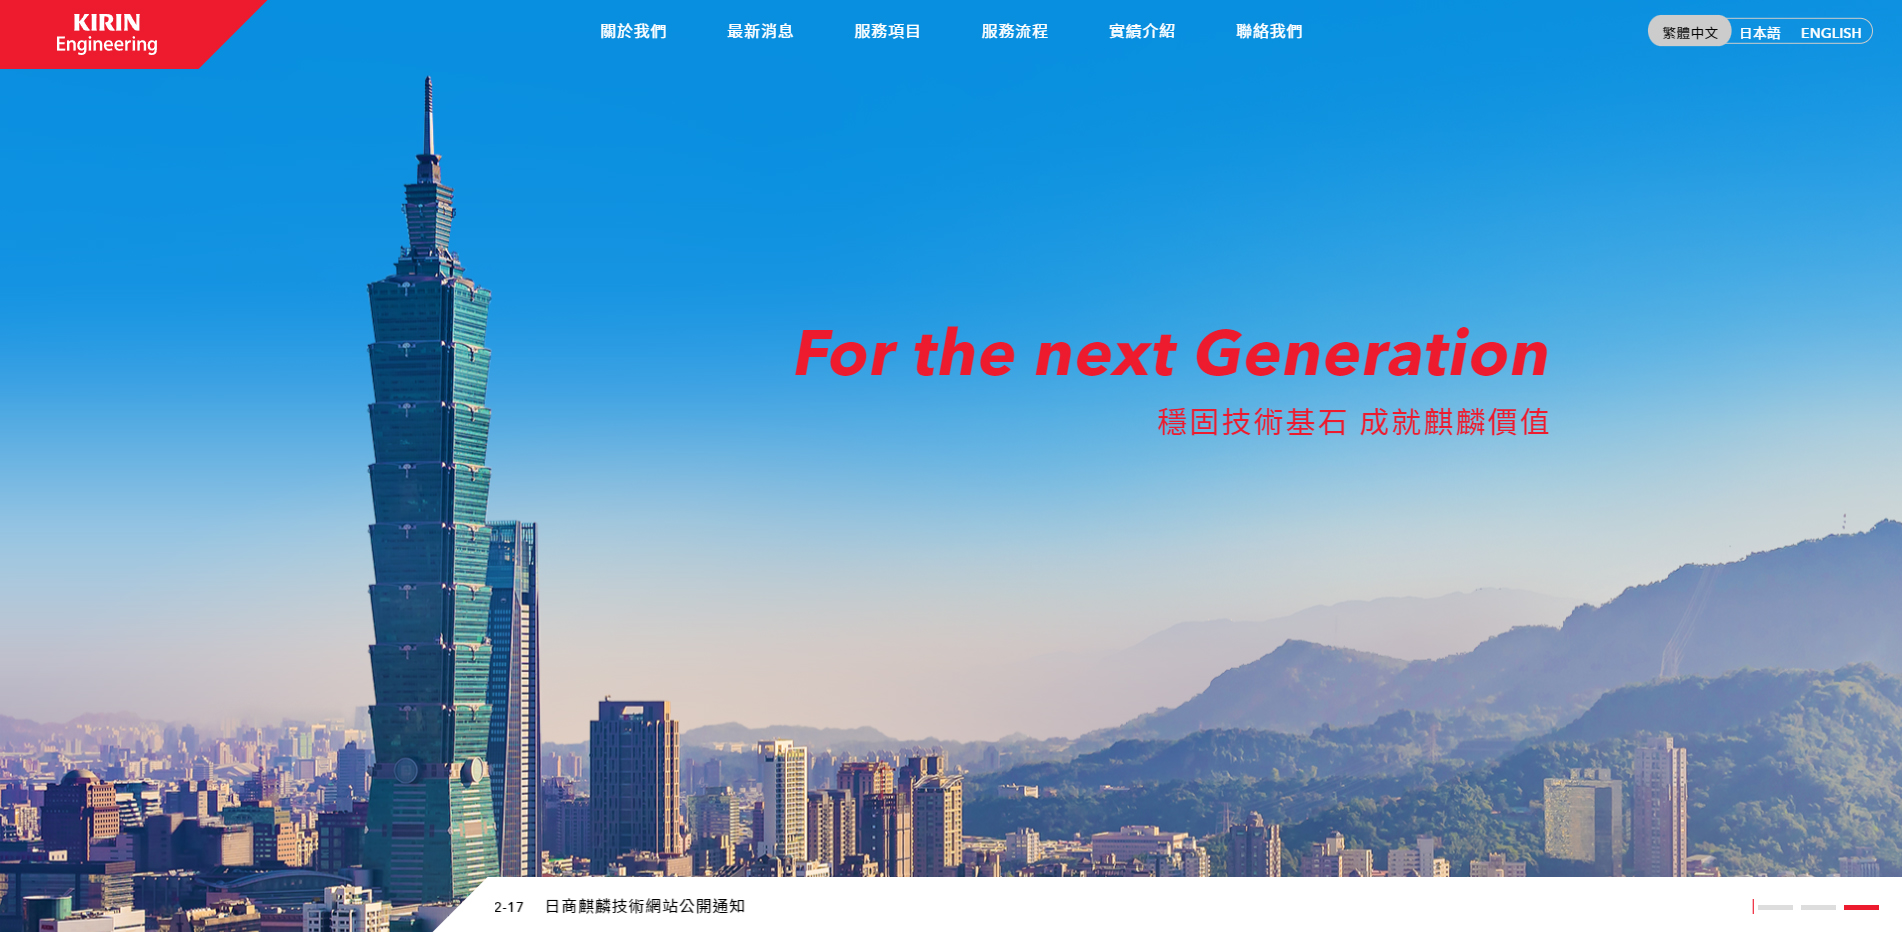 KIRIN
Engineering
關於我們
最新消息
服務項目
服務流程
實績介紹
聯絡我們
繁體中文
日本語
ENGLISH
For the next Generation
穩固技術基石 成就麒麟價值
2-17 日商麒麟技術網站公開通知